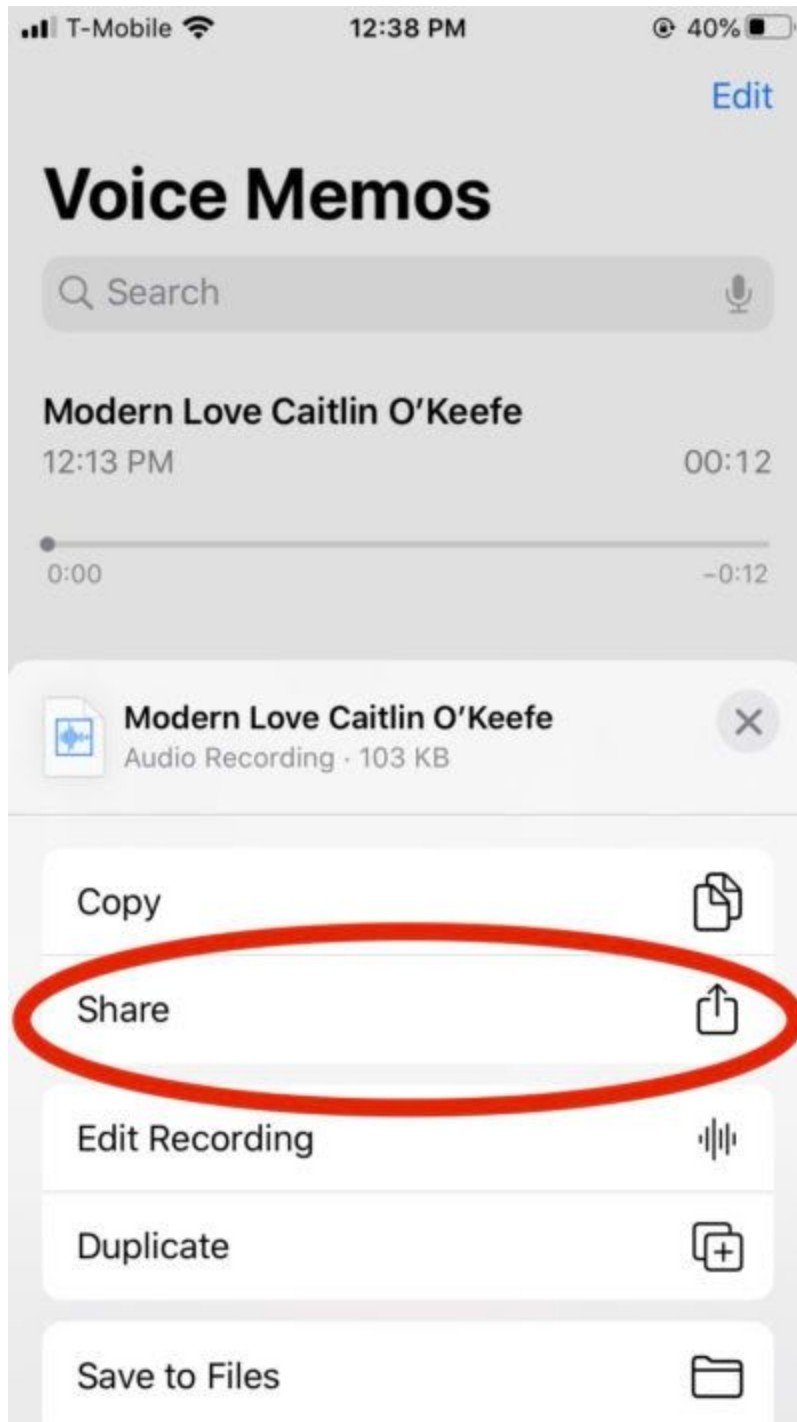 T-Mobile 12:38 PM 40%
Edit
Voice Memos
Search
Modern Love Caitlin O’Keefe
12:13 PM 00:12
0:00 −0:12
Modern Love Caitlin O’Keefe
Audio Recording · 103 KB
Copy
Share
Edit Recording
Duplicate
Save to Files